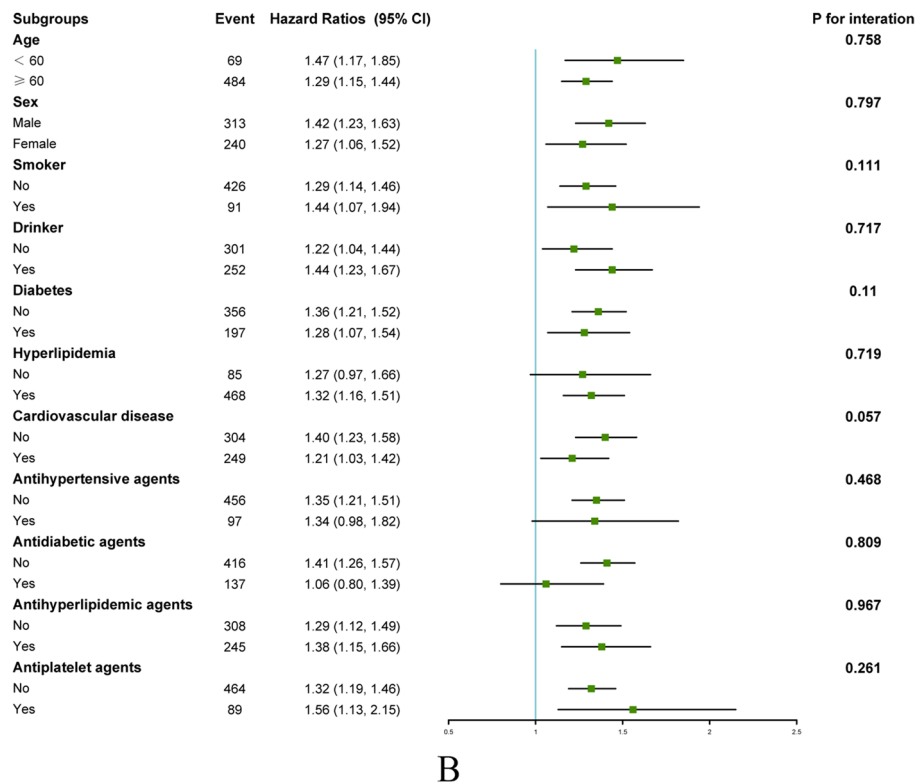 Subgroups Event Hazard Ratios (95% CI) P for interation
Age 0.758
< 60 69 1.47 (1.17, 1.85)
⩾ 60 484 1.29 (1.15, 1.44)
Sex 0.797
Male 313 1.42 (1.23, 1.63)
Female 240 1.27 (1.06, 1.52)
Smoker 0.111
No 426 1.29 (1.14, 1.46)
Yes 91 1.44 (1.07, 1.94)
Drinker 0.717
No 301 1.22 (1.04, 1.44)
Yes 252 1.44 (1.23, 1.67)
Diabetes 0.11
No 356 1.36 (1.21, 1.52)
Yes 197 1.28 (1.07, 1.54)
Hyperlipidemia 0.719
No 85 1.27 (0.97, 1.66)
Yes 468 1.32 (1.16, 1.51)
Cardiovascular disease 0.057
No 304 1.40 (1.23, 1.58)
Yes 249 1.21 (1.03, 1.42)
Antihypertensive agents 0.468
No 456 1.35 (1.21, 1.51)
Yes 97 1.34 (0.98, 1.82)
Antidiabetic agents 0.809
No 416 1.41 (1.26, 1.57)
Yes 137 1.06 (0.80, 1.39)
Antihyperlipidemic agents 0.967
No 308 1.29 (1.12, 1.49)
Yes 245 1.38 (1.15, 1.66)
Antiplatelet agents 0.261
No 464 1.32 (1.19, 1.46)
Yes 89 1.56 (1.13, 2.15)
0.5 1 1.5 2 2.5
B